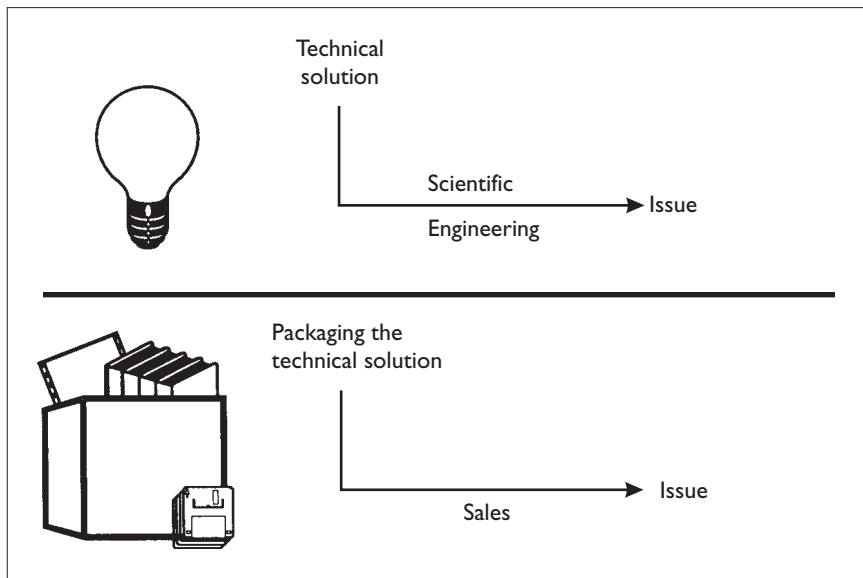 Technical
solution
Scientific
Issue
Engineering
Packaging the
technical solution
Issue
Sales